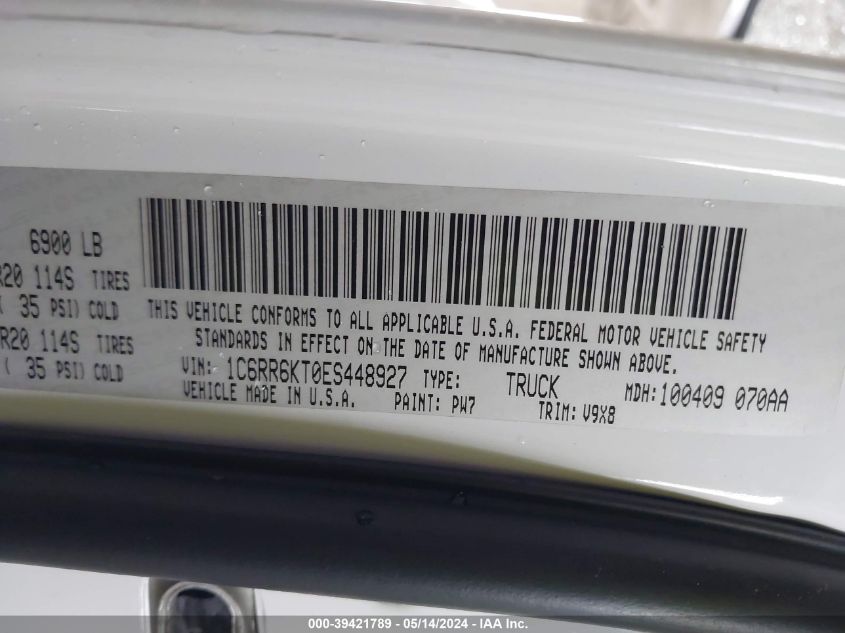 6900 LB
R20 114S TIRES
( 35 PSI) COLD
R20 114S TIRES
( 35 PSI) COLD
THIS VEHICLE CONFORMS TO ALL APPLICABLE U.S.A. FEDERAL MOTOR VEHICLE SAFETY
STANDARDS IN EFFECT ON THE DATE OF MANUFACTURE SHOWN ABOVE.
VIN: 1C6RR6KT0ES448927 TYPE: TRUCK MDH:100409 070AA
VEHICLE MADE IN U.S.A. PAINT: PW7 TRIM: V9X8
000-39421789 - 05/14/2024 - IAA Inc.